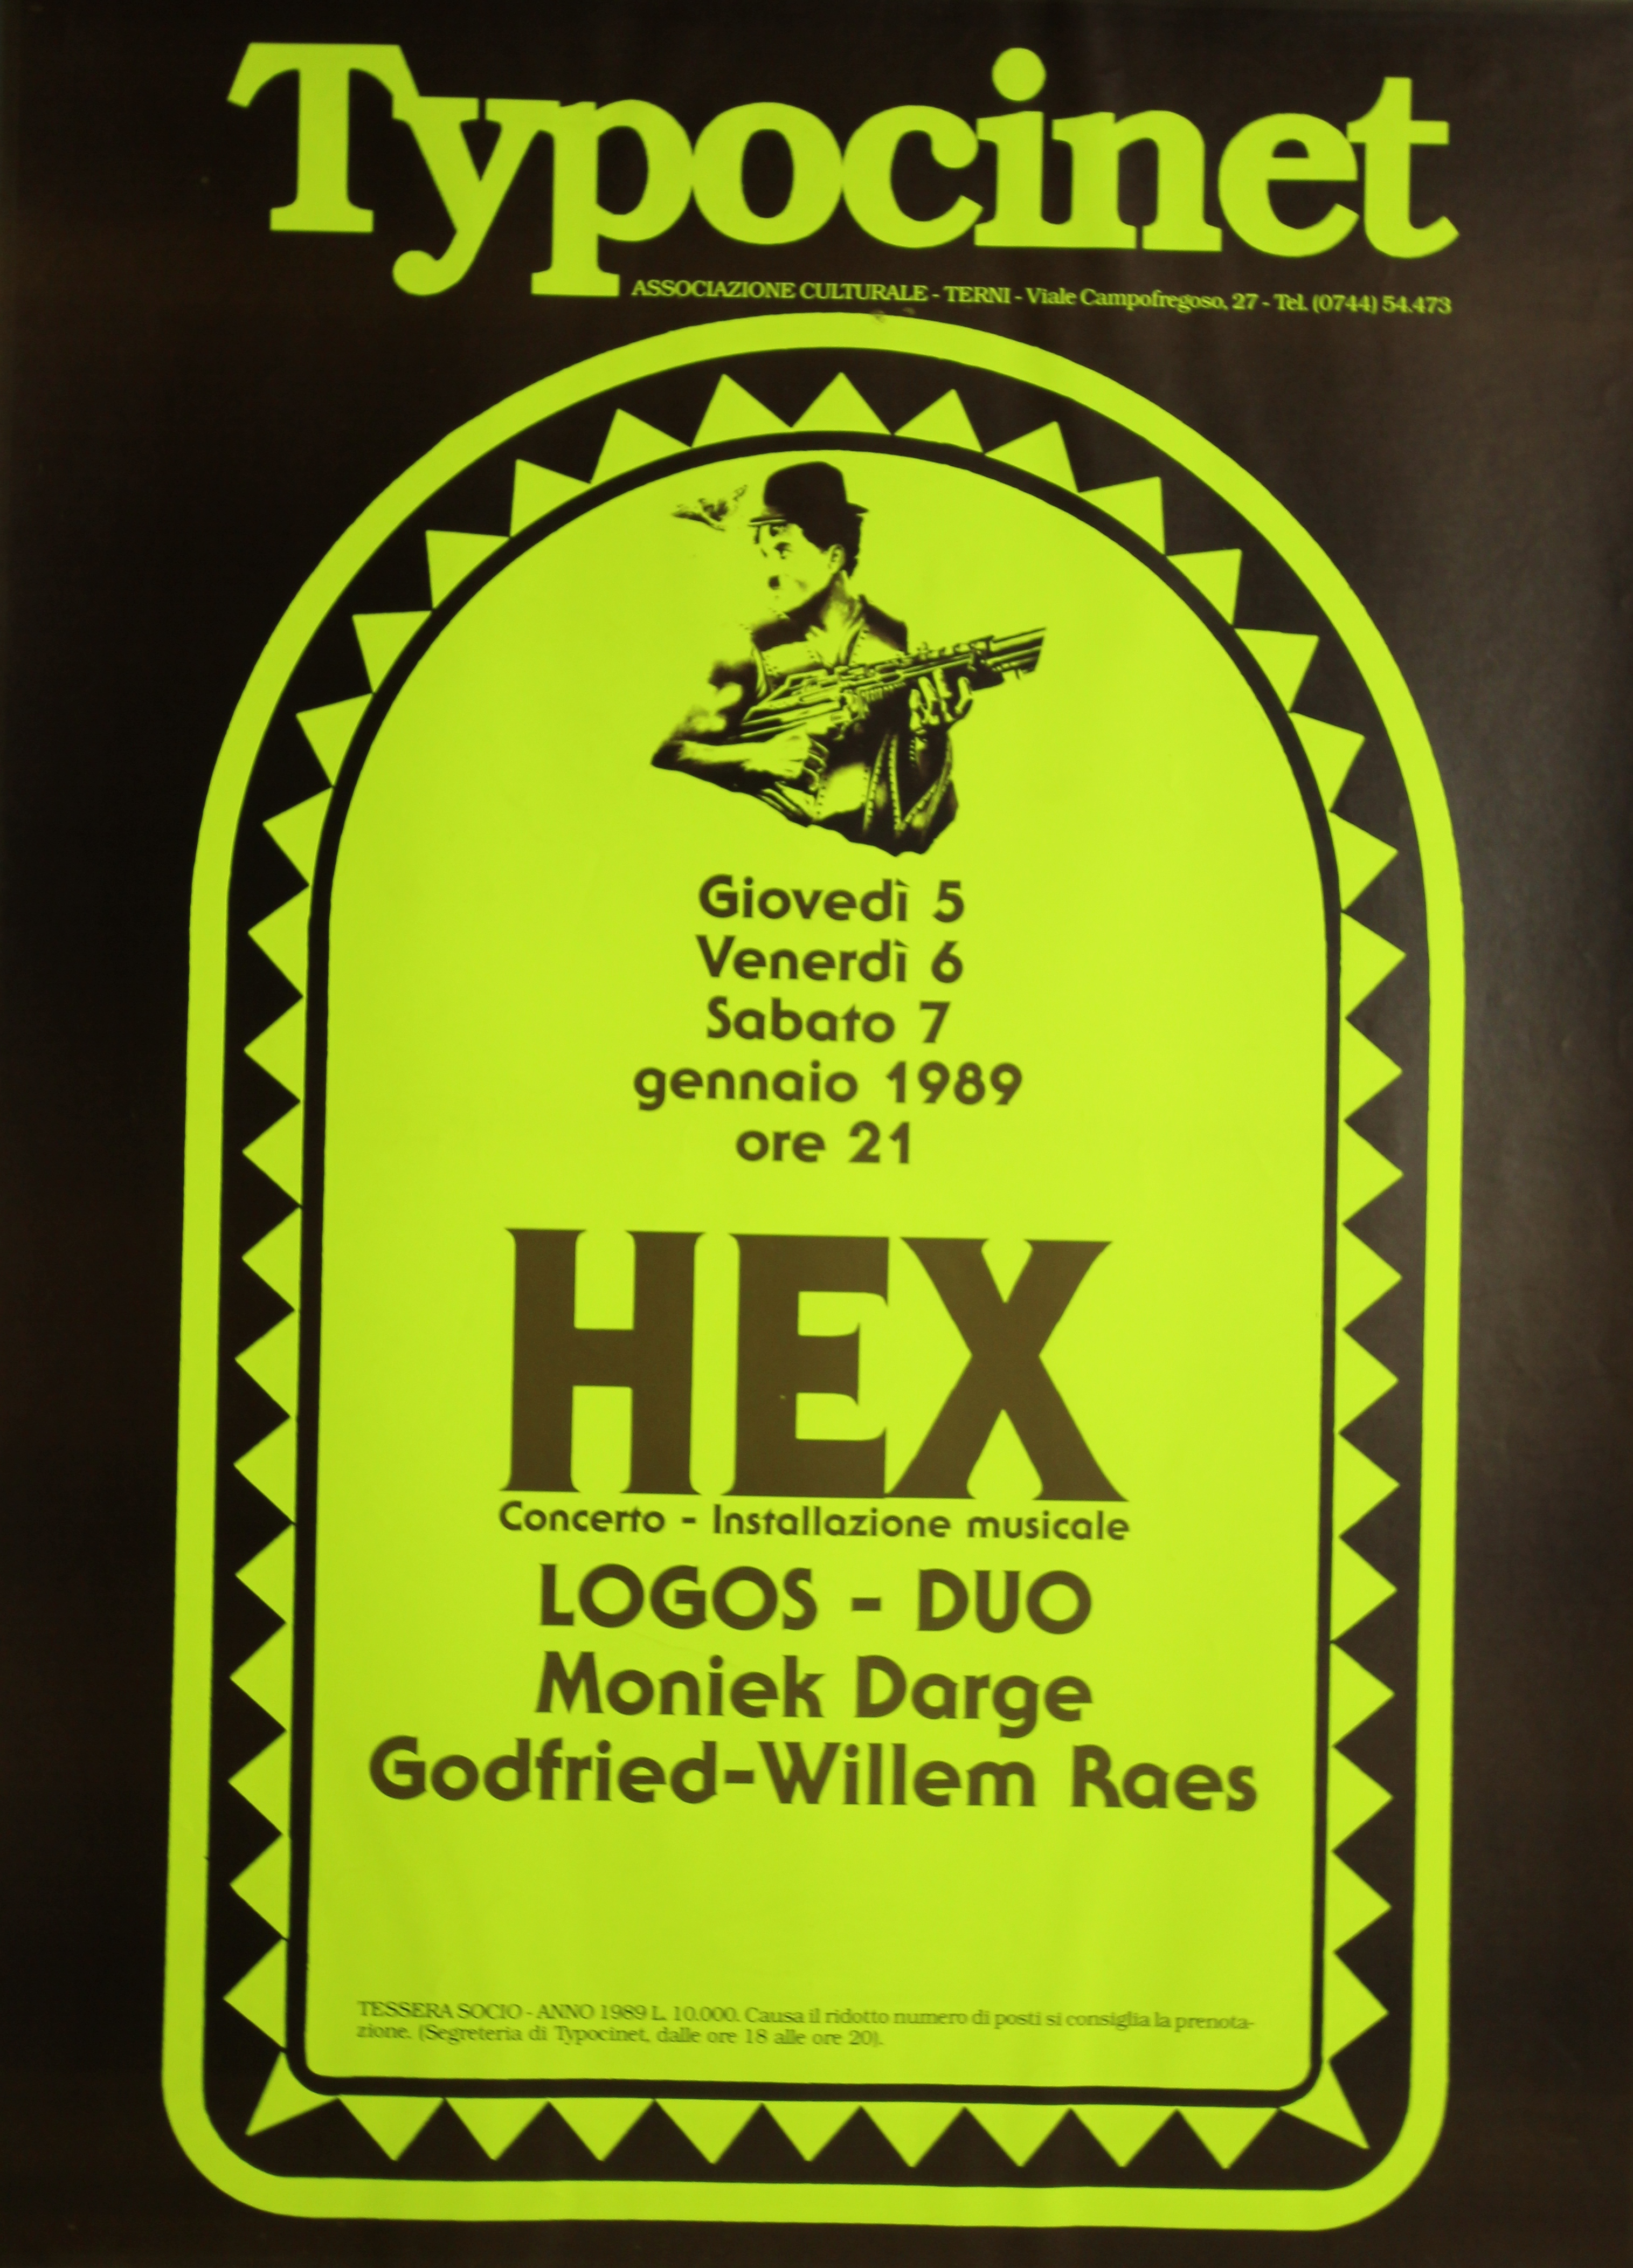 Typocinet
ASSOCIAZIONE CULTURALE - TERNI - Viale Campofregoso, 27 - Tel. (0744) 54.473
Giovedì 5
Venerdì 6
Sabato 7
gennaio 1989
ore 21
HEX
Concerto - Installazione musicale
LOGOS - DUO
Moniek Darge
Godfried-Willem Raes
TESSERA SOCIO - ANNO 1989 L. 10.000. Causa il ridotto numero di posti si consiglia la prenota-
zione. (Segreteria di Typocinet, dalle ore 18 alle ore 20).